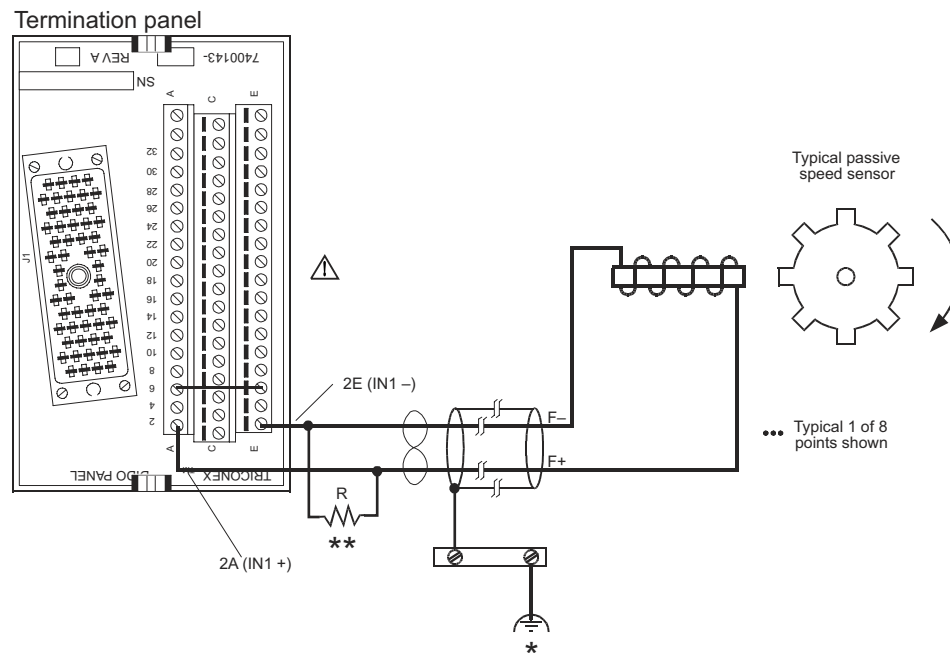 Termination panel
REV A
7400143-
SN
A
C
E
32
30
28
26
24
22
20
18
16
14
12
10
8
6
4
2
J1
A
C
E
TRICONEX
PANEL
Typical passive
speed sensor
2E (IN1 –)
F–
F+
••• Typical 1 of 8
points shown
R
**
2A (IN1 +)
*